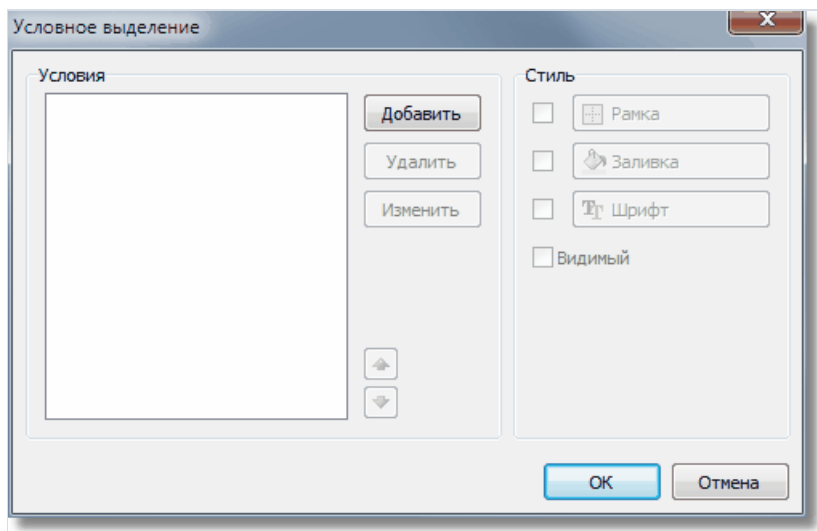 Условное выделение
Условия
Добавить
Удалить
Изменить
Стиль
Рамка
Заливка
Шрифт
Видимый
ОК
Отмена